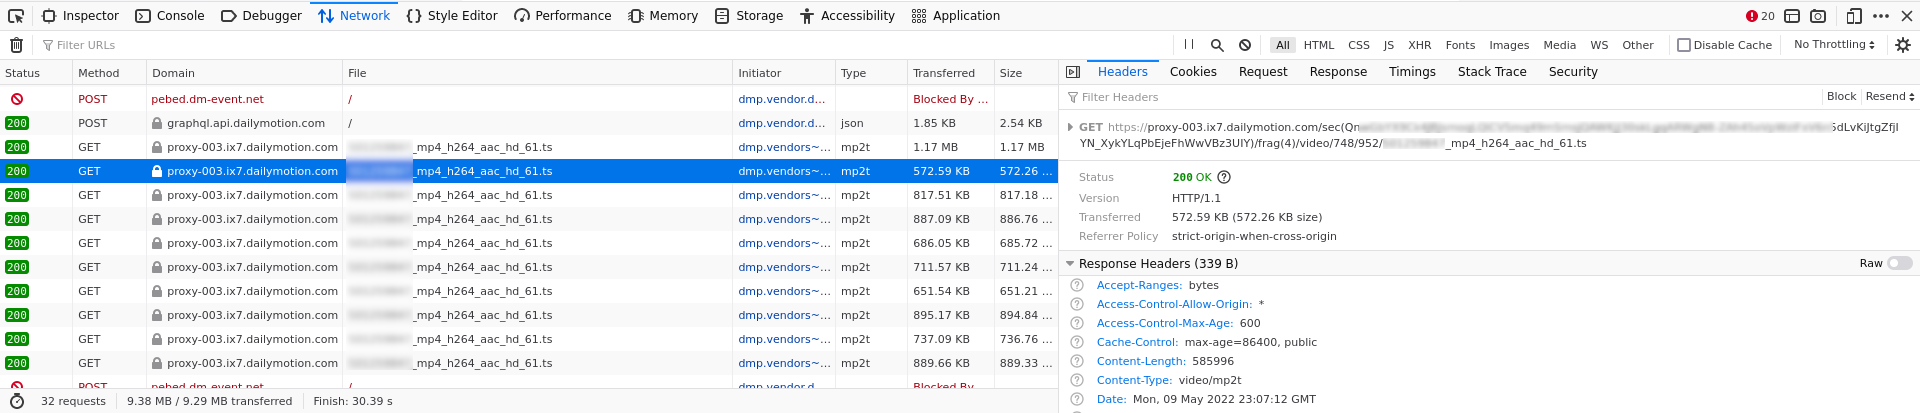 Inspector Console Debugger Network Style Editor Performance Memory Storage Accessibility Application 20
Filter URLs All HTML CSS JS XHR Fonts Images Media WS Other Disable Cache No Throttling
Status Method Domain File Initiator Type Transferred Size
POST pebed.dm-event.net / dmp.vendor.d... Blocked By ...
200 POST graphql.api.dailymotion.com / dmp.vendor.d... json 1.85 KB 2.54 KB
200 GET proxy-003.ix7.dailymotion.com _mp4_h264_aac_hd_61.ts dmp.vendors~... mp2t 1.17 MB 1.17 MB
200 GET proxy-003.ix7.dailymotion.com _mp4_h264_aac_hd_61.ts dmp.vendors~... mp2t 572.59 KB 572.26 ...
200 GET proxy-003.ix7.dailymotion.com _mp4_h264_aac_hd_61.ts dmp.vendors~... mp2t 817.51 KB 817.18 ...
200 GET proxy-003.ix7.dailymotion.com _mp4_h264_aac_hd_61.ts dmp.vendors~... mp2t 887.09 KB 886.76 ...
200 GET proxy-003.ix7.dailymotion.com _mp4_h264_aac_hd_61.ts dmp.vendors~... mp2t 686.05 KB 685.72 ...
200 GET proxy-003.ix7.dailymotion.com _mp4_h264_aac_hd_61.ts dmp.vendors~... mp2t 711.57 KB 711.24 ...
200 GET proxy-003.ix7.dailymotion.com _mp4_h264_aac_hd_61.ts dmp.vendors~... mp2t 651.54 KB 651.21 ...
200 GET proxy-003.ix7.dailymotion.com _mp4_h264_aac_hd_61.ts dmp.vendors~... mp2t 895.17 KB 894.84 ...
200 GET proxy-003.ix7.dailymotion.com _mp4_h264_aac_hd_61.ts dmp.vendors~... mp2t 737.09 KB 736.76 ...
200 GET proxy-003.ix7.dailymotion.com _mp4_h264_aac_hd_61.ts dmp.vendors~... mp2t 889.66 KB 889.33 ...
POST pebed.dm-event.net / dmp.vendor.d... Blocked By ...
32 requests 9.38 MB / 9.29 MB transferred Finish: 30.39 s
Headers Cookies Request Response Timings Stack Trace Security
Filter Headers Block Resend
GET https://proxy-003.ix7.dailymotion.com/sec(Qn 5dLvKiJtgZfjI
YN_XykYLqPbEjeFhWwVBz3UIY)/frag(4)/video/748/952/ _mp4_h264_aac_hd_61.ts
Status 200 OK
Version HTTP/1.1
Transferred 572.59 KB (572.26 KB size)
Referrer Policy strict-origin-when-cross-origin
Response Headers (339 B) Raw
Accept-Ranges: bytes
Access-Control-Allow-Origin: *
Access-Control-Max-Age: 600
Cache-Control: max-age=86400, public
Content-Length: 585996
Content-Type: video/mp2t
Date: Mon, 09 May 2022 23:07:12 GMT